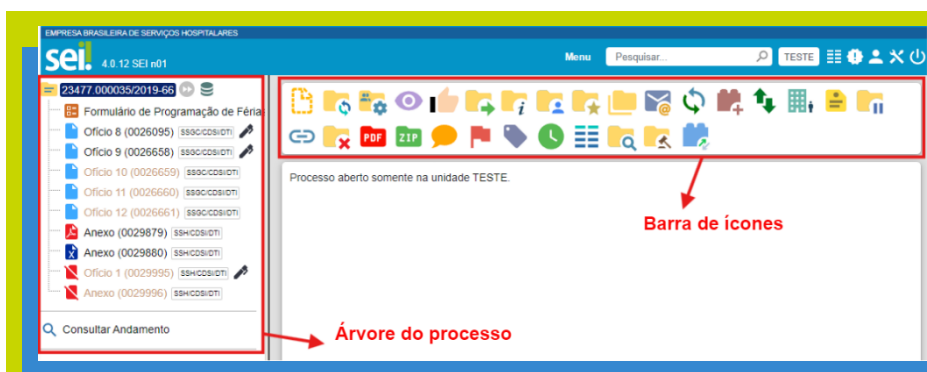 EMPRESA BRASILEIRA DE SERVIÇOS HOSPITALARES
sei! 4.0.12 SEI n01
Menu Pesquisar... TESTE
23477.000035/2019-66
Formulário de Programação de Féria
Ofício 8 (0026095) SSGC/CDSI/DTI
Ofício 9 (0026658) SSGC/CDSI/DTI
Ofício 10 (0026659) SSGC/CDSI/DTI
Ofício 11 (0026660) SSGC/CDSI/DTI
Ofício 12 (0026661) SSGC/CDSI/DTI
Anexo (0029879) SSH/CDSI/DTI
Anexo (0029880) SSH/CDSI/DTI
Ofício 1 (0029995) SSH/CDSI/DTI
Anexo (0029996) SSH/CDSI/DTI
Consultar Andamento
PDF ZIP
Processo aberto somente na unidade TESTE.
Barra de ícones
Árvore do processo